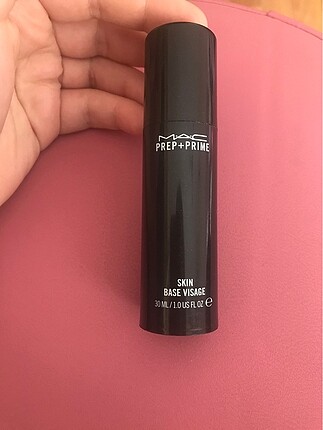 MAC
PREP+PRIME
SKIN
BASE VISAGE
30 ML / 1.0 US FL OZ ℮